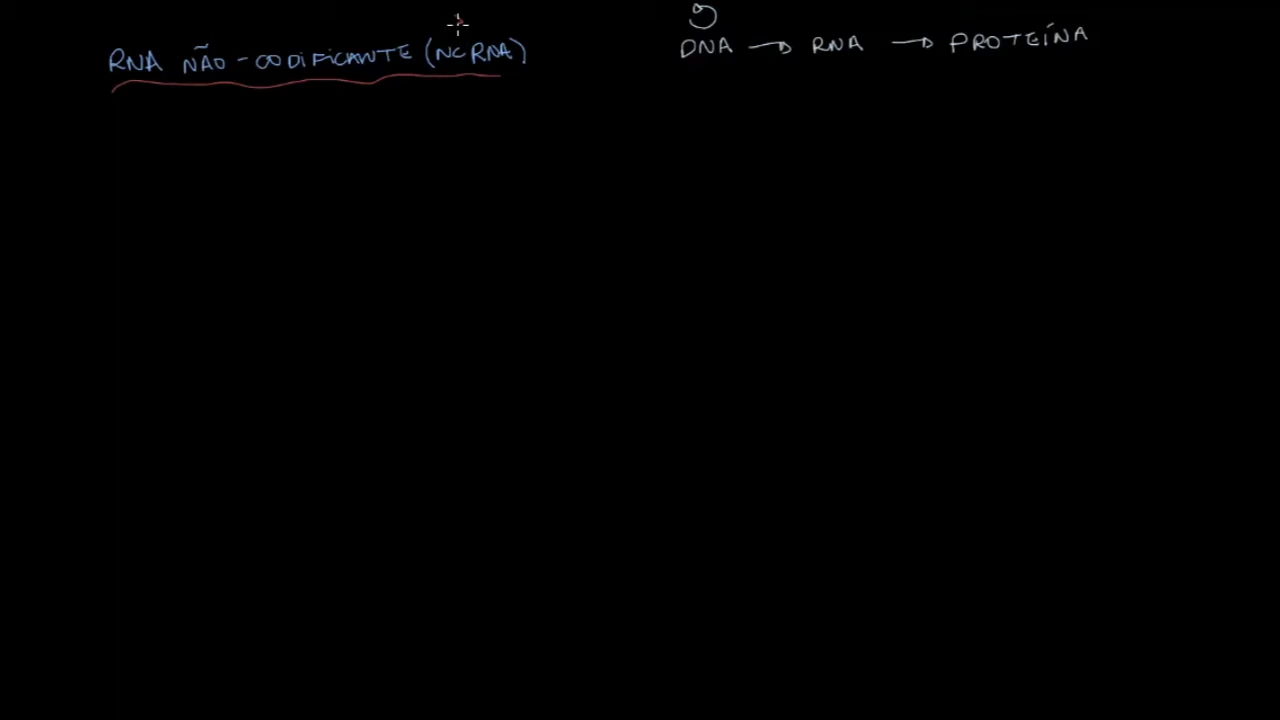 RNA NÃO-CODIFICANTE (NCRNA)
DNA → RNA → PROTEÍNA